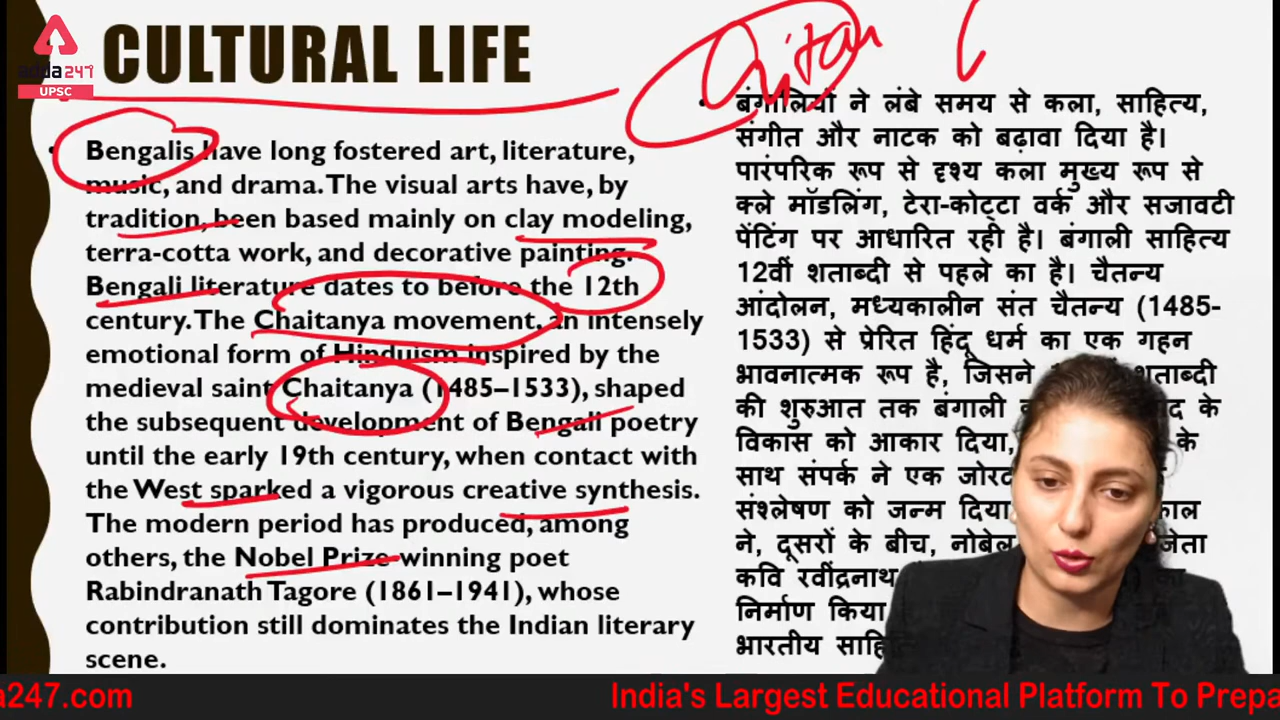 adda247
UPSC
CULTURAL LIFE
• Bengalis have long fostered art, literature,
music, and drama. The visual arts have, by
tradition, been based mainly on clay modeling,
terra-cotta work, and decorative painting.
Bengali literature dates to before the 12th
century. The Chaitanya movement, an intensely
emotional form of Hinduism inspired by the
medieval saint Chaitanya (1485–1533), shaped
the subsequent development of Bengali poetry
until the early 19th century, when contact with
the West sparked a vigorous creative synthesis.
The modern period has produced, among
others, the Nobel Prize-winning poet
Rabindranath Tagore (1861–1941), whose
contribution still dominates the Indian literary
scene.
• बंगालियों ने लंबे समय से कला, साहित्य,
संगीत और नाटक को बढ़ावा दिया है।
पारंपरिक रूप से दृश्य कला मुख्य रूप से
क्ले मॉडलिंग, टेरा-कोट्टा वर्क और सजावटी
पेंटिंग पर आधारित रही है। बंगाली साहित्य
12वीं शताब्दी से पहले का है। चैतन्य
आंदोलन, मध्यकालीन संत चैतन्य (1485-
1533) से प्रेरित हिंदू धर्म का एक गहन
भावनात्मक रूप है, जिसने शताब्दी
की शुरुआत तक बंगाली के
विकास को आकार दिया, के
साथ संपर्क ने एक
संश्लेषण को जन्म दिया
ने, दूसरों के बीच, नोबेल
कवि रवींद्रनाथ का
निर्माण किया
भारतीय
a247.com
India's Largest Educational Platform To Prepa